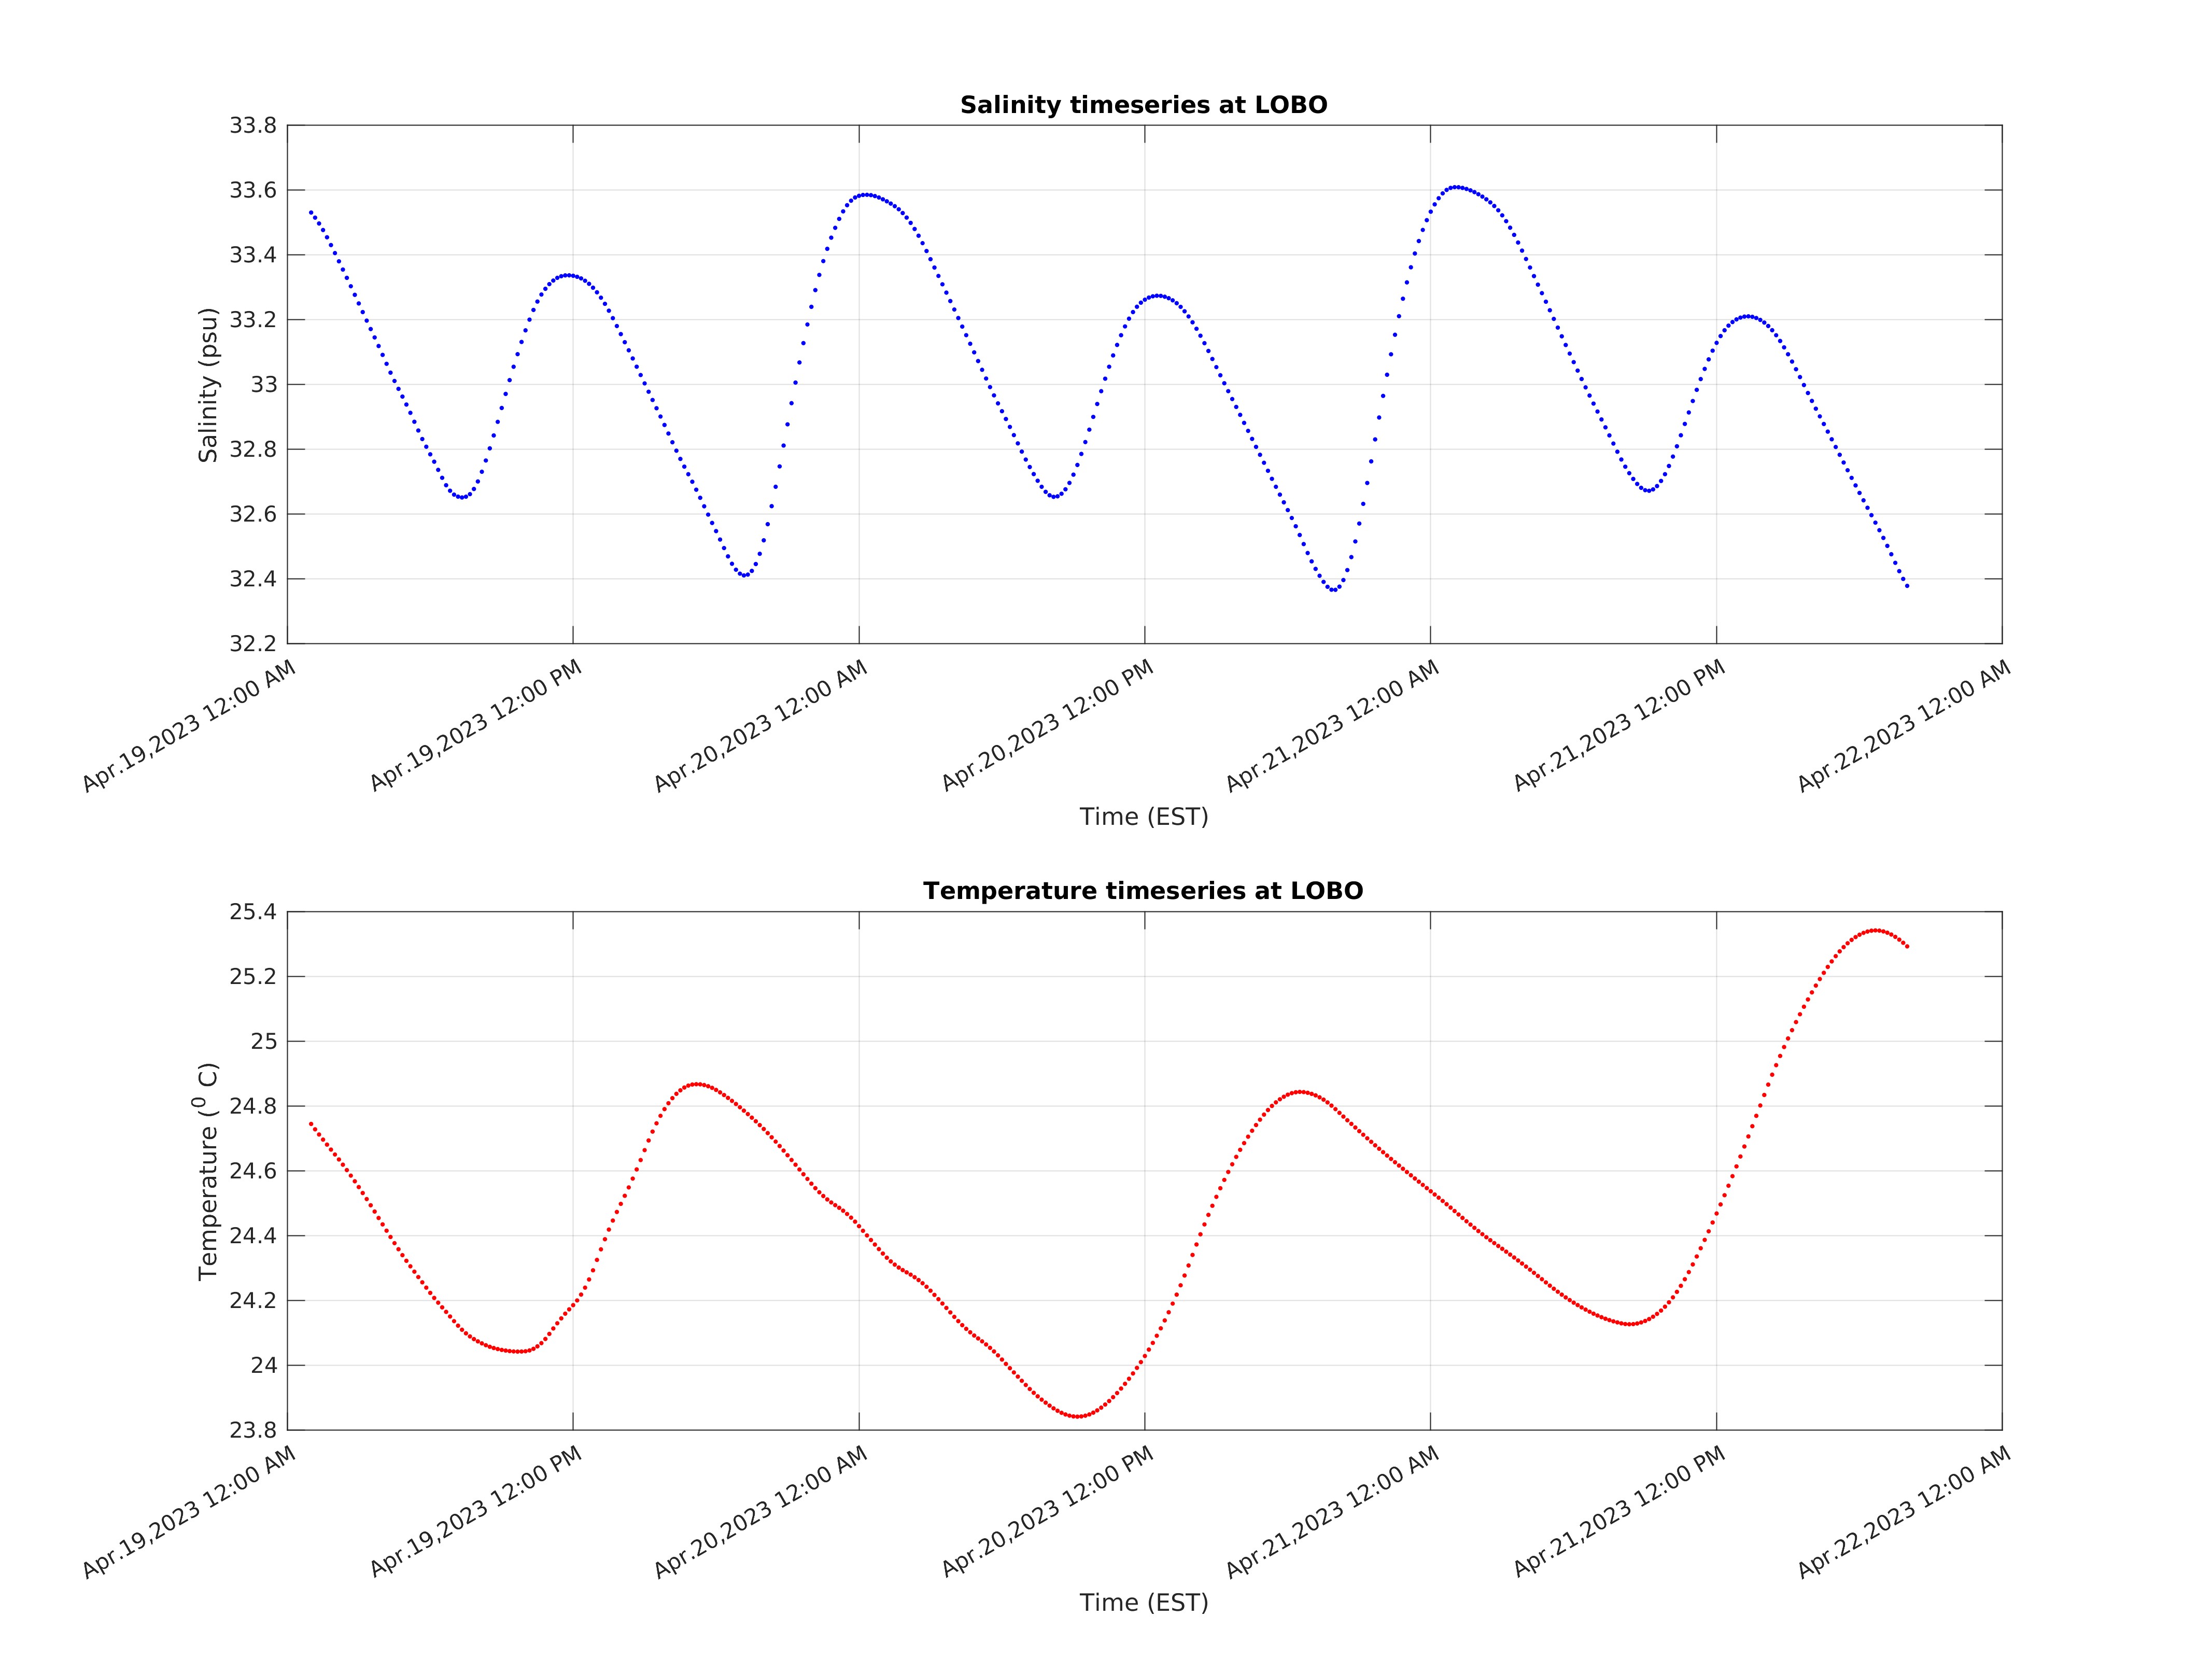 Salinity timeseries at LOBO
33.8
33.6
33.4
33.2
33
32.8
32.6
32.4
32.2
Salinity (psu)
Apr.19,2023 12:00 AM
Apr.19,2023 12:00 PM
Apr.20,2023 12:00 AM
Apr.20,2023 12:00 PM
Apr.21,2023 12:00 AM
Apr.21,2023 12:00 PM
Apr.22,2023 12:00 AM
Time (EST)
Temperature timeseries at LOBO
25.4
25.2
25
24.8
24.6
24.4
24.2
24
23.8
Temperature (⁰ C)
Apr.19,2023 12:00 AM
Apr.19,2023 12:00 PM
Apr.20,2023 12:00 AM
Apr.20,2023 12:00 PM
Apr.21,2023 12:00 AM
Apr.21,2023 12:00 PM
Apr.22,2023 12:00 AM
Time (EST)